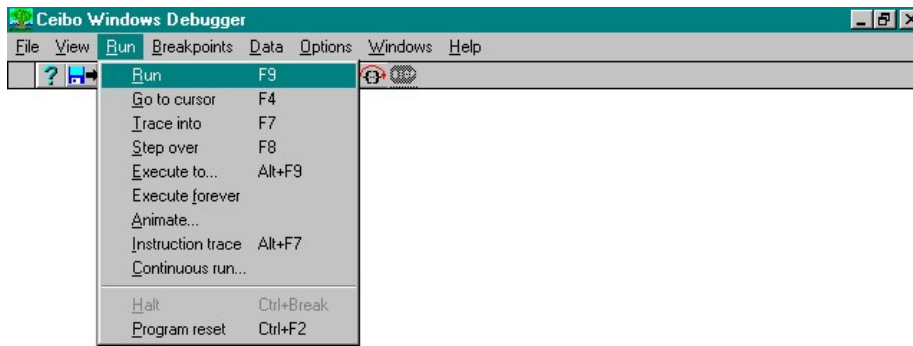 Ceibo Windows Debugger
File View Run Breakpoints Data Options Windows Help
Run F9
Go to cursor F4
Trace into F7
Step over F8
Execute to... Alt+F9
Execute forever
Animate...
Instruction trace Alt+F7
Continuous run...
Halt Ctrl+Break
Program reset Ctrl+F2